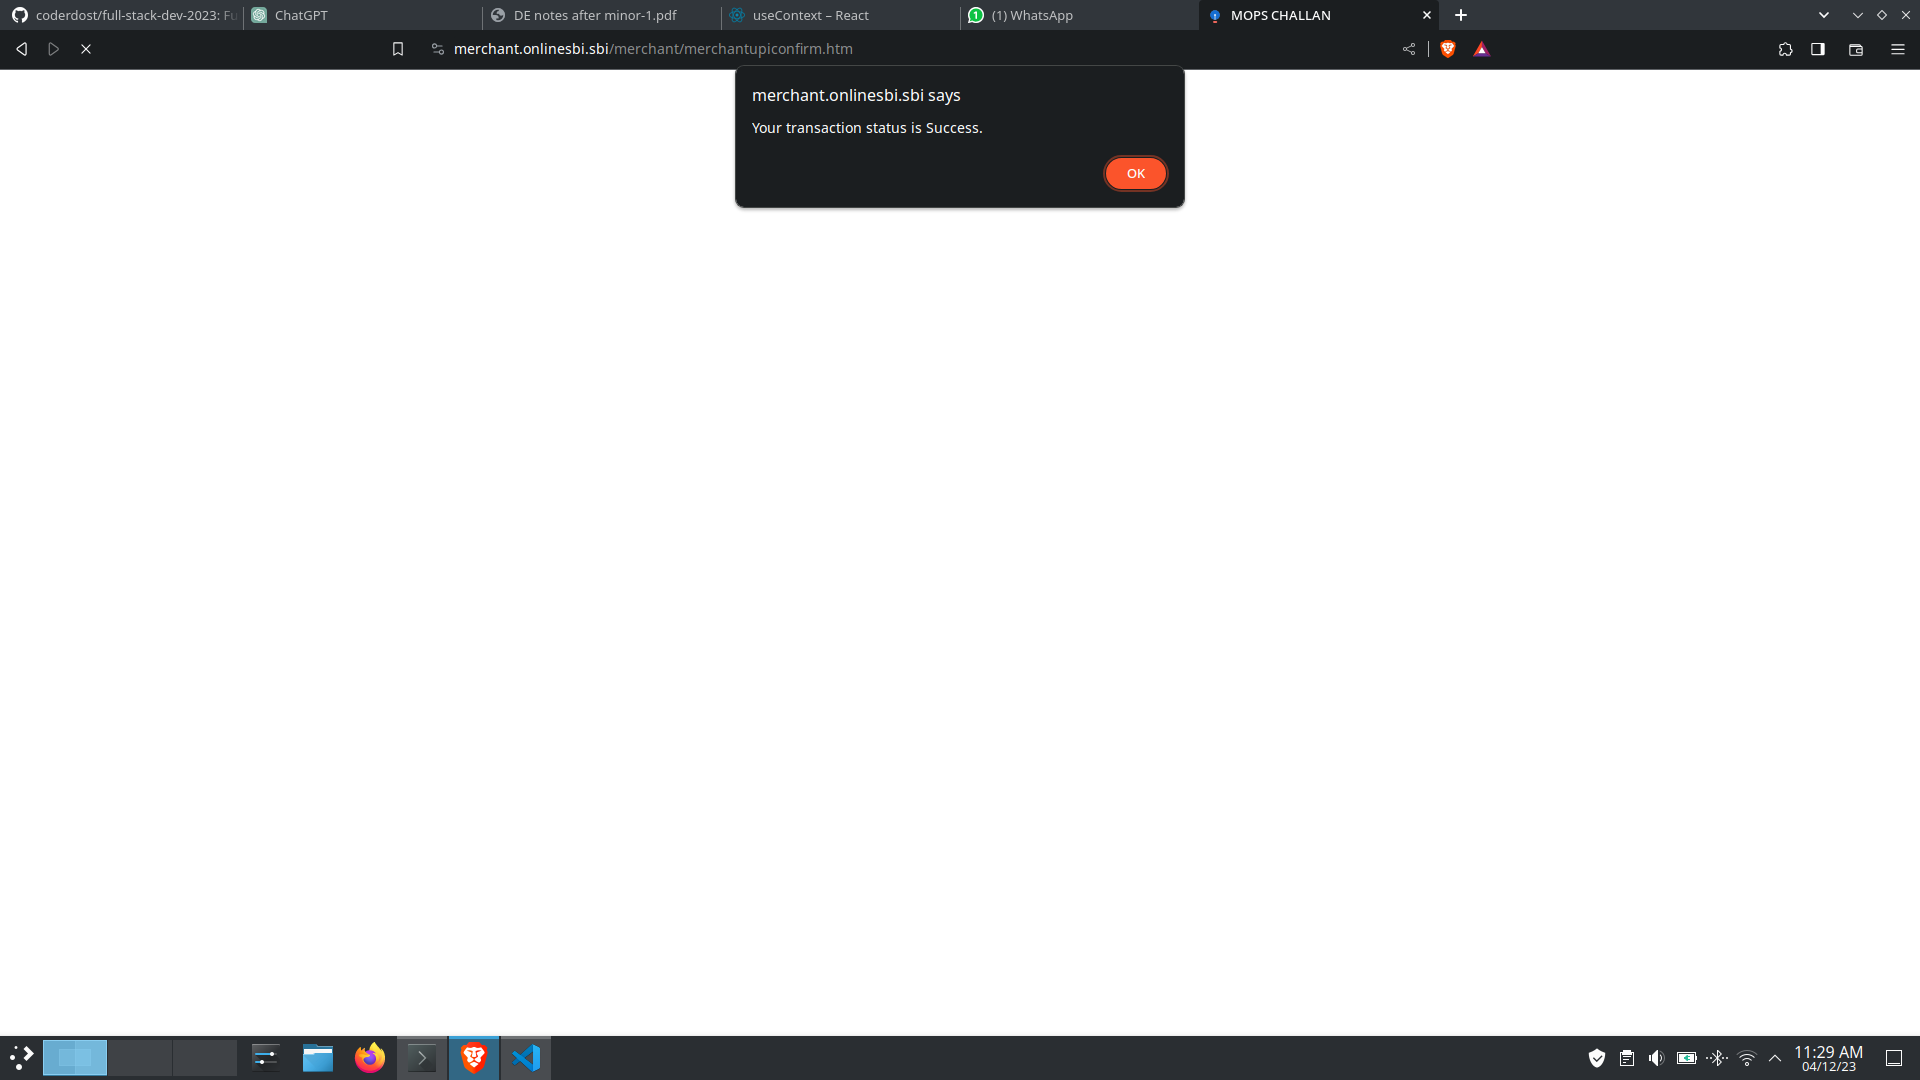 coderdost/full-stack-dev-2023: Fu
ChatGPT
DE notes after minor-1.pdf
useContext – React
(1) WhatsApp
MOPS CHALLAN
merchant.onlinesbi.sbi/merchant/merchantupiconfirm.htm
merchant.onlinesbi.sbi says
Your transaction status is Success.
OK
11:29 AM
04/12/23